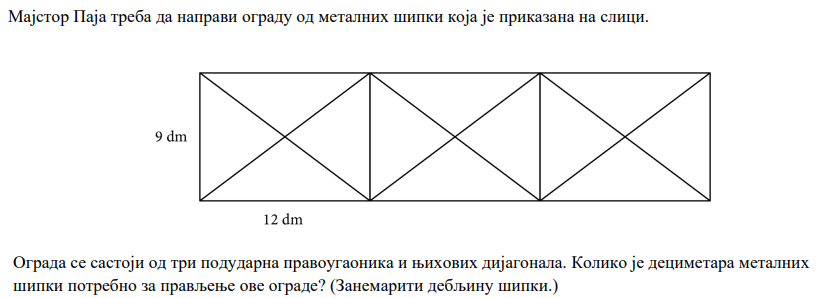 Мајстор Паја треба да направи ограду од металних шипки која је приказана на слици.
9 dm
12 dm
Ограда се састоји од три подударна правоугаоника и њихових дијагонала. Колико је дециметара металних
шипки потребно за прављење ове ограде? (Занемарити дебљину шипки.)